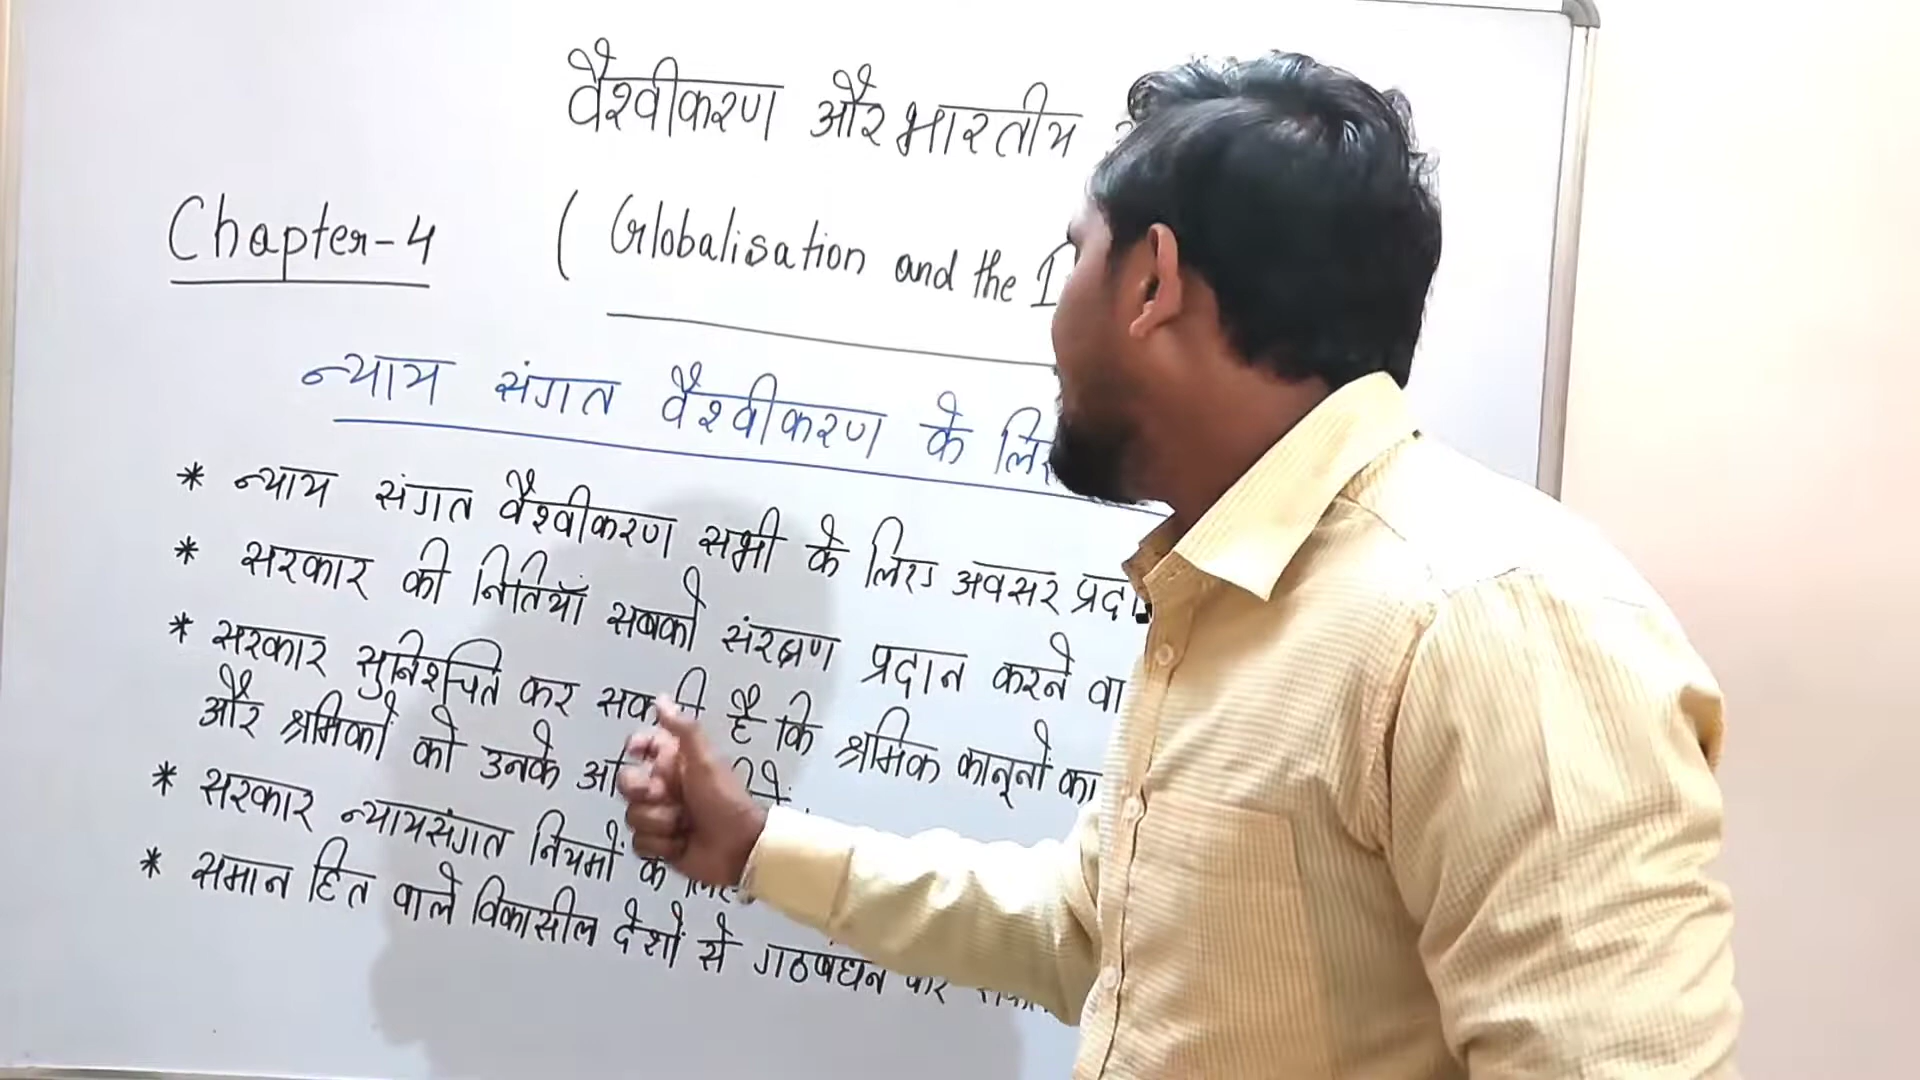 वैश्वीकरण और भारतीय
Chapter-4 ( Globalisation and the
न्याय संगत वैश्वीकरण के
* न्याय संगत वैश्वीकरण सभी के लिए अवसर
* सरकार की नितियाँ सबको संरक्षण प्रदान करने
* सरकार सुनिश्चित कर सकती है कि श्रमिक कानूनों का
और श्रमिकों को उनके
* सरकार न्यायसंगत नियमों के
* समान हित वाले विकासील देशों से गठबंधन कर